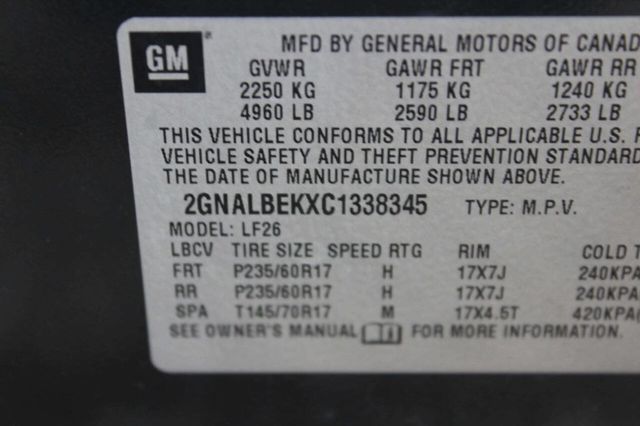 GM
MFD BY GENERAL MOTORS OF CANAD
GVWR GAWR FRT GAWR RR
2250 KG 1175 KG 1240 KG
4960 LB 2590 LB 2733 LB
THIS VEHICLE CONFORMS TO ALL APPLICABLE U.S. F
VEHICLE SAFETY AND THEFT PREVENTION STANDARD
THE DATE OF MANUFACTURE SHOWN ABOVE.
2GNALBEKXC1338345 TYPE: M.P.V.
MODEL: LF26
LBCV TIRE SIZE SPEED RTG RIM COLD T
FRT P235/60R17 H 17X7J 240KPA
RR P235/60R17 H 17X7J 240KPA
SPA T145/70R17 M 17X4.5T 420KPA(
SEE OWNER'S MANUAL FOR MORE INFORMATION.